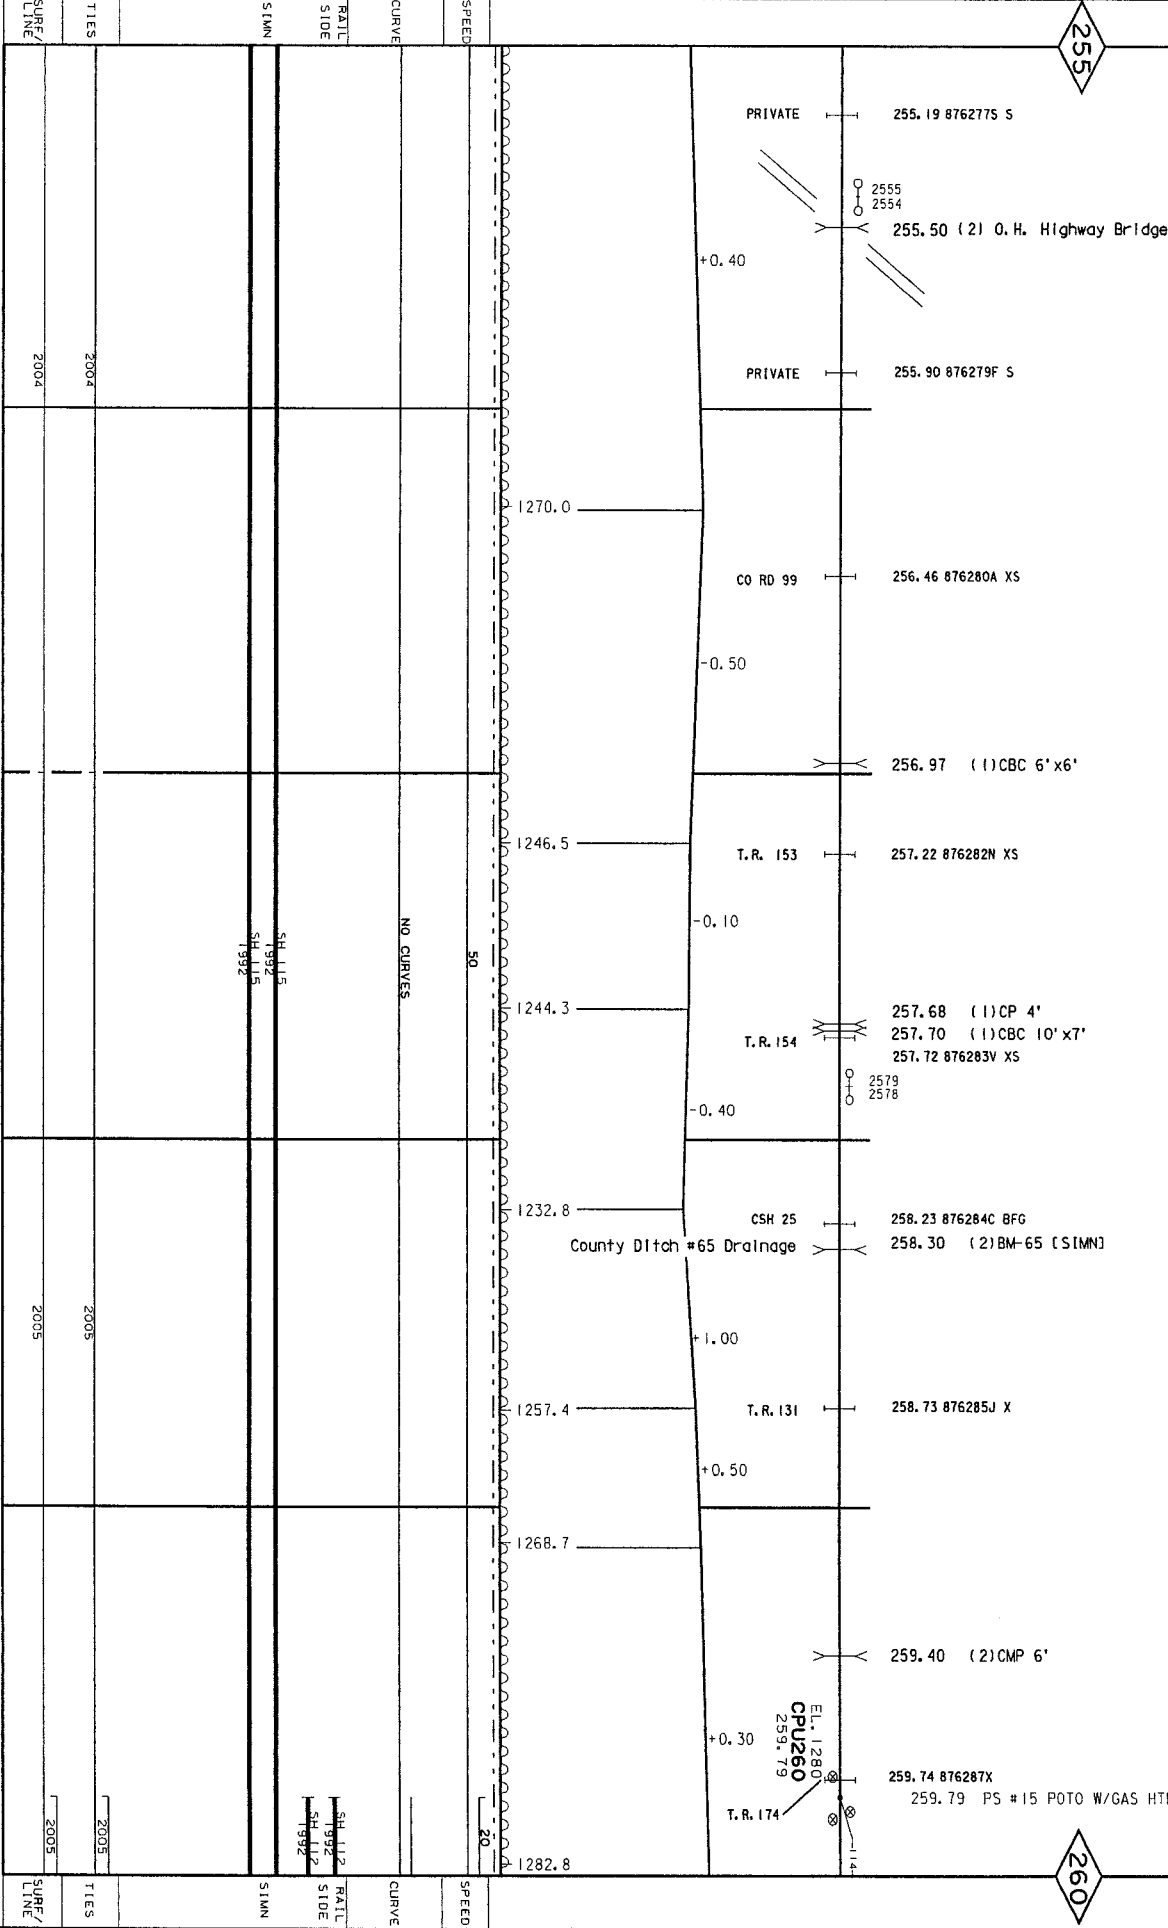 SURF/
LINE
TIES
SIMN
RAIL
SIDE
CURVE
SPEED
255
PRIVATE
255.19 876277S S
2555
2554
255.50 (2) O.H. Highway Bridge
+0.40
PRIVATE
255.90 876279F S
2004
2004
1270.0
CO RD 99
256.46 876280A XS
-0.50
256.97 (1)CBC 6'x6'
1246.5
T.R. 153
257.22 876282N XS
-0.10
SH 115
1992
SH 115
1992
NO CURVES
50
1244.3
257.68 (1)CP 4'
257.70 (1)CBC 10'x7'
T.R. 154
257.72 876283V XS
2579
2578
-0.40
1232.8
CSH 25
258.23 876284C BFG
County Ditch #65 Drainage
258.30 (2)BM-65 [SIMN]
2005
2005
+1.00
1257.4
T.R. 131
258.73 876285J X
+0.50
1268.7
259.40 (2)CMP 6'
+0.30
EL. 1280
CPU260
259.79
259.74 876287X
259.79 PS #15 POTO W/GAS HT
T.R. 174
114
2005
2005
SH 112
1992
SH 112
1992
20
1282.8
260
SURF/
LINE
TIES
SIMN
RAIL
SIDE
CURVE
SPEED